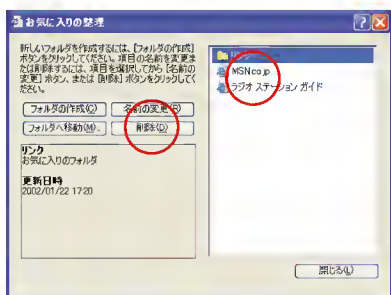 お気に入りの整理
新しいフォルダを作成するには、[フォルダの作成]
ボタンをクリックしてください。項目の名前を変更ま
たは削除するには、項目を選択してから [名前の
変更] ボタン、または [削除] ボタンをクリックしてく
ださい。
フォルダの作成(C)
名前の変更(R)
フォルダへ移動(M)...
削除(D)
リンク
お気に入りのフォルダ
更新日時
2002/01/22 17:20
リンク
MSN.co.jp
ラジオ ステーション ガイド
閉じる(L)